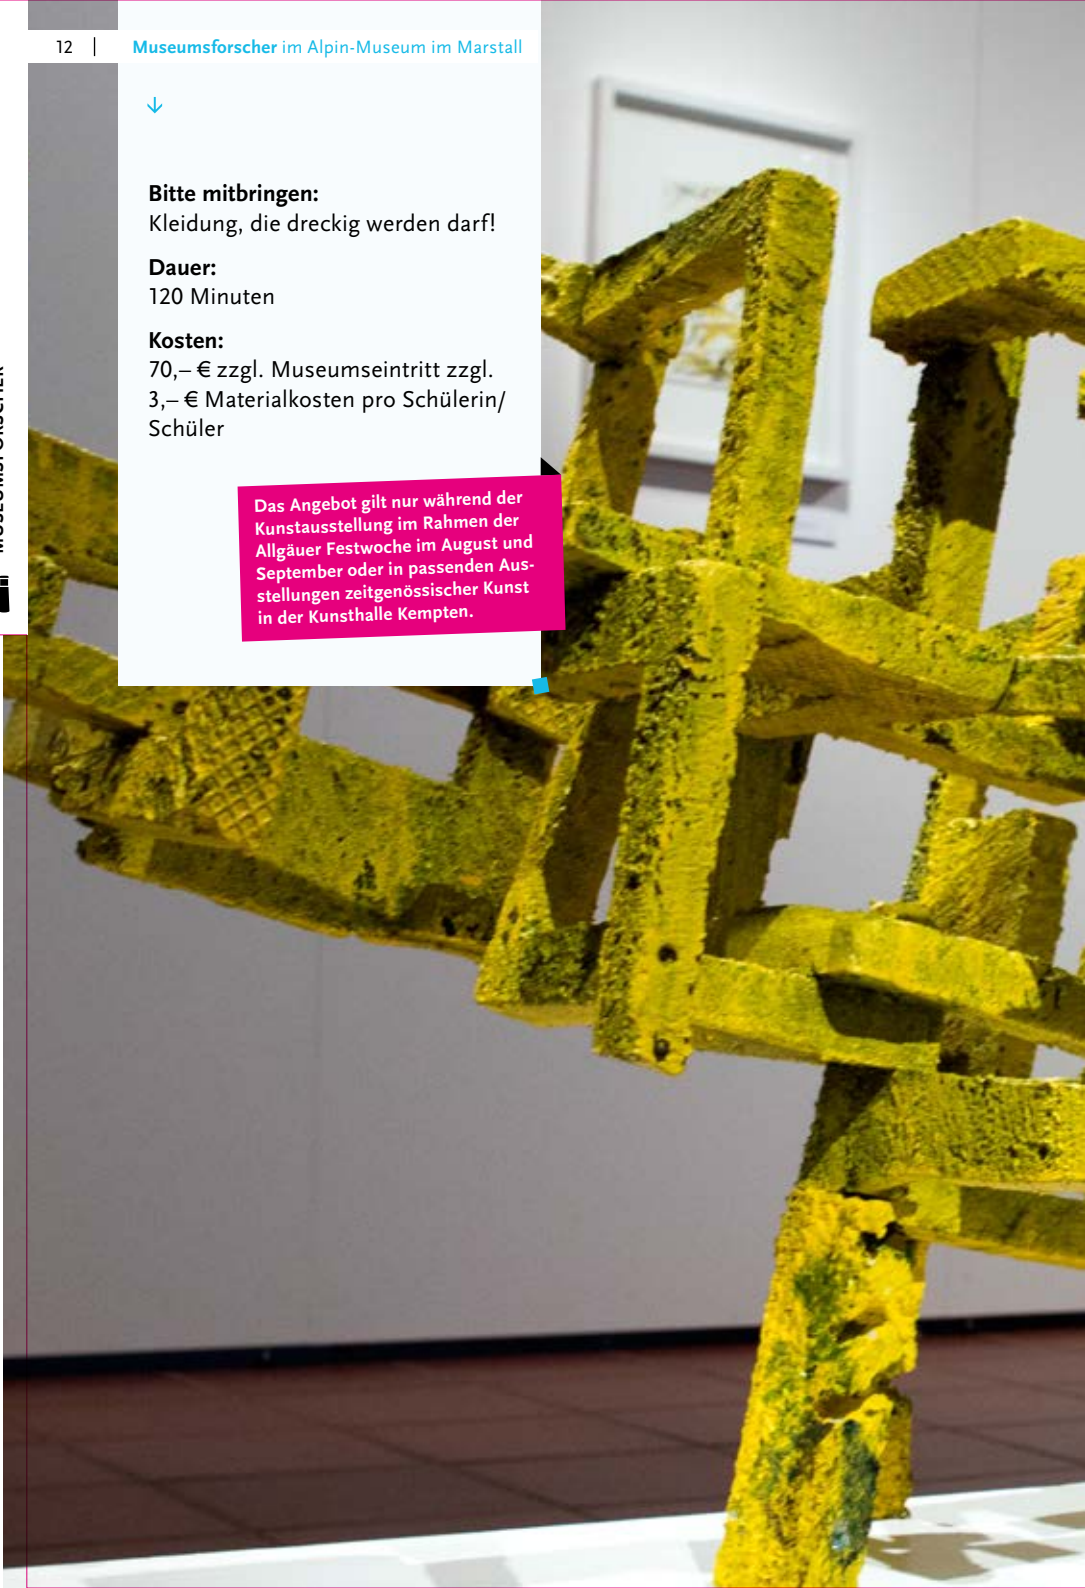 12 | Museumsforscher im Alpin-Museum im Marstall
Bitte mitbringen:
Kleidung, die dreckig werden darf!
Dauer:
120 Minuten
Kosten:
70,– € zzgl. Museumseintritt zzgl.
3,– € Materialkosten pro Schülerin/
Schüler
Das Angebot gilt nur während der
Kunstausstellung im Rahmen der
Allgäuer Festwoche im August und
September oder in passenden Aus-
stellungen zeitgenössischer Kunst
in der Kunsthalle Kempten.